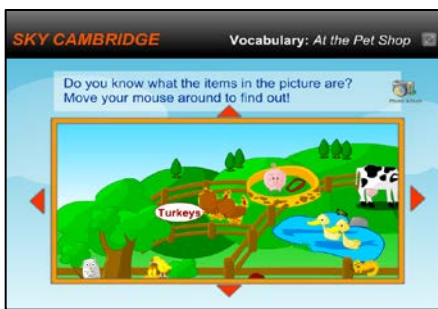 SKY CAMBRIDGE
Vocabulary: At the Pet Shop
Do you know what the items in the picture are?
Move your mouse around to find out!
Turkeys